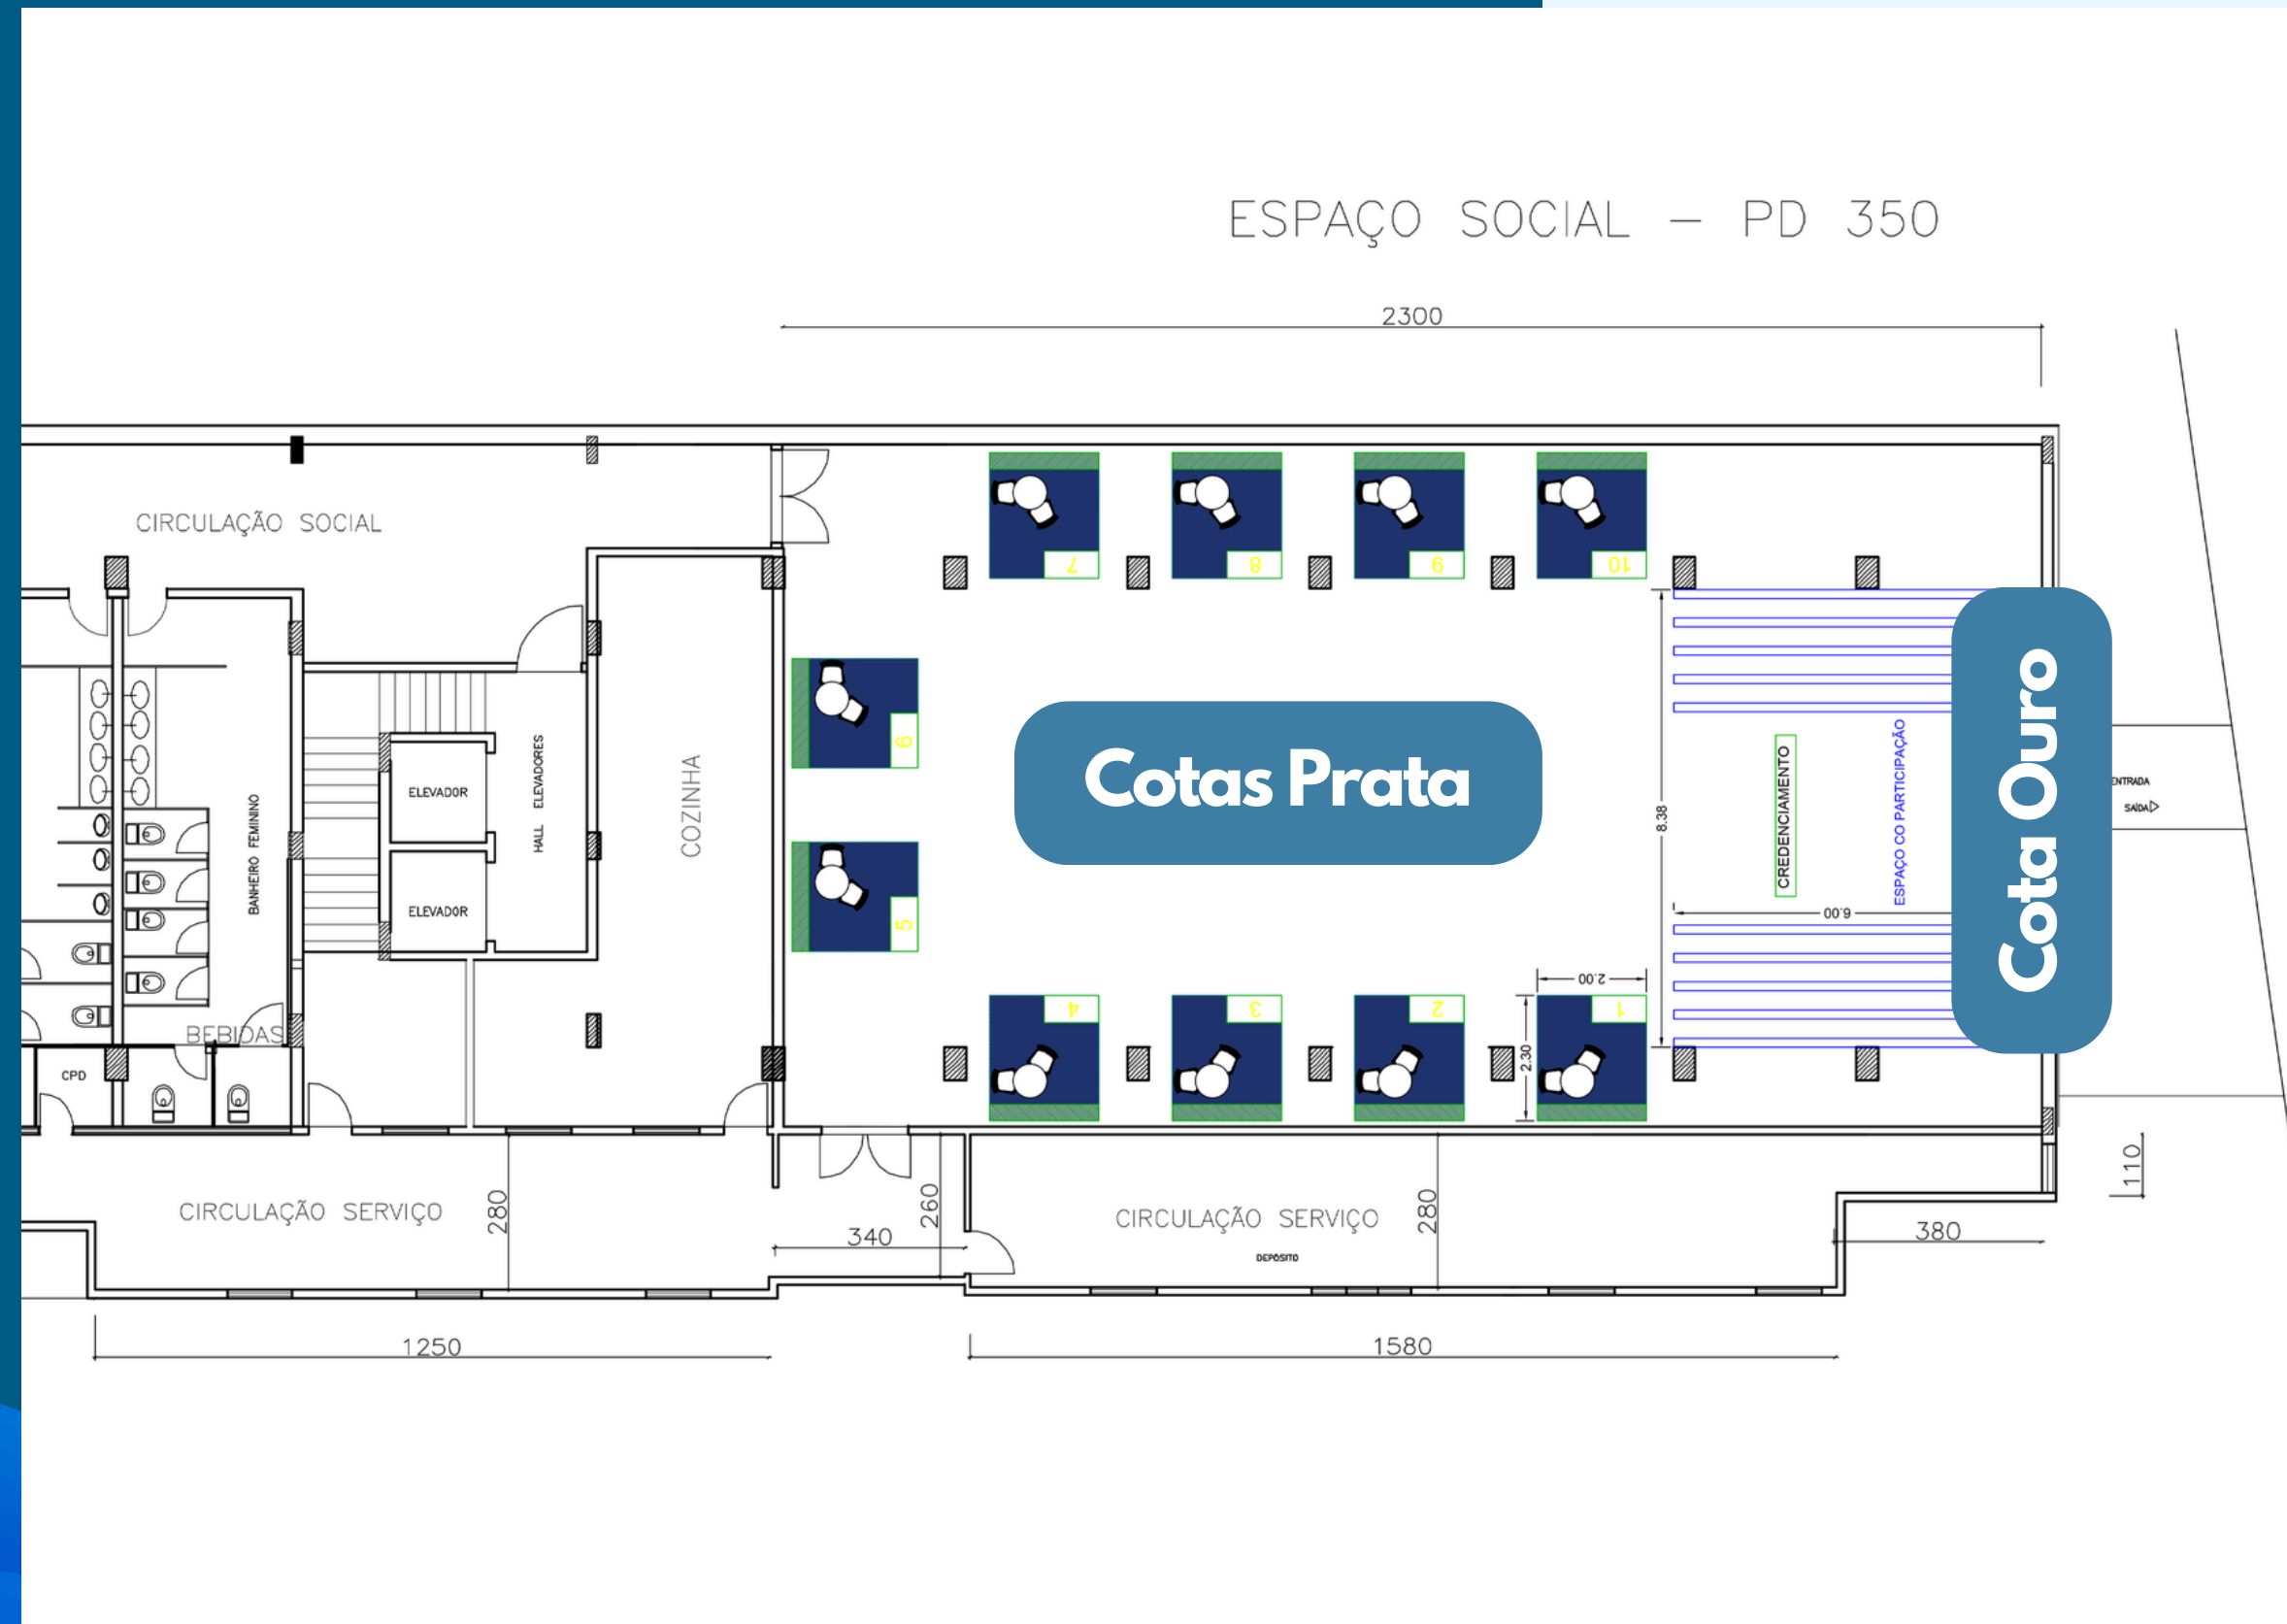 ESPAÇO SOCIAL – PD 350
2300
CIRCULAÇÃO SOCIAL
7
8
9
10
6
5
Cotas Prata
Cota Ouro
ELEVADOR
ELEVADOR
HALL ELEVADORES
COZINHA
BANHEIRO FEMININO
8.38
CREDENCIAMENTO
ESPAÇO CO PARTICIPAÇÃO
6.00
ENTRADA
SAÍDA
2.00
2.30
4
3
2
1
BEBIDAS
CPD
CIRCULAÇÃO SERVIÇO
280
260
340
CIRCULAÇÃO SERVIÇO
DEPÓSITO
280
110
380
1250
1580